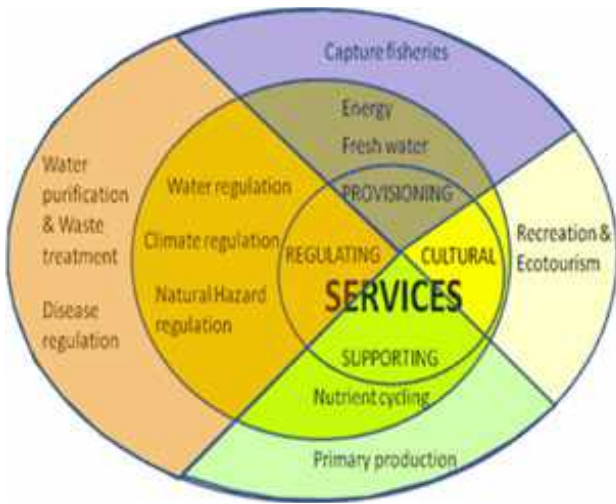 Capture fisheries
Energy
Fresh water
PROVISIONING
Water
purification
& Waste
treatment
Disease
regulation
Water regulation
Climate regulation
Natural Hazard
regulation
REGULATING
CULTURAL
Recreation &
Ecotourism
SERVICES
SUPPORTING
Nutrient cycling
Primary production